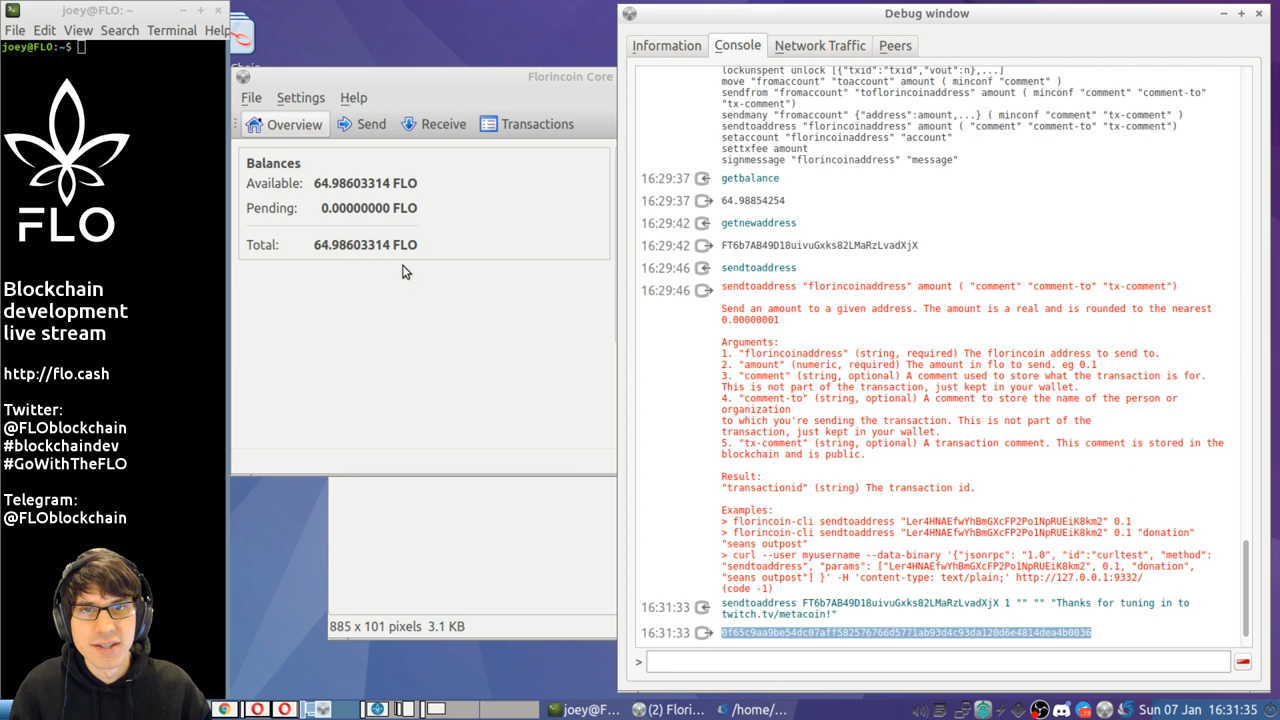 joey@FLO: ~
File Edit View Search Terminal Help
joey@FLO:~$
FLO
Blockchain
development
live stream
http://flo.cash
Twitter:
@FLOblockchain
#blockchaindev
#GoWithTheFLO
Telegram:
@FLOblockchain
Florincoin Core
File Settings Help
Overview Send Receive Transactions
Balances
Available: 64.98603314 FLO
Pending: 0.00000000 FLO
Total: 64.98603314 FLO
885 x 101 pixels 3.1 KB
Debug window
Information Console Network Traffic Peers
lockunspent unlock [{"txid":"txid","vout":n},...]
move "fromaccount" "toaccount" amount ( minconf "comment" )
sendfrom "fromaccount" "toflorincoinaddress" amount ( minconf "comment" "comment-to"
"tx-comment")
sendmany "fromaccount" {"address":amount,...} ( minconf "comment" "tx-comment" )
sendtoaddress "florincoinaddress" amount ( "comment" "comment-to" "tx-comment")
setaccount "florincoinaddress" "account"
settxfee amount
signmessage "florincoinaddress" "message"
16:29:37 getbalance
16:29:37 64.98854254
16:29:42 getnewaddress
16:29:42 FT6b7AB49D18uivuGxks82LMaRzLvadXjX
16:29:46 sendtoaddress
16:29:46 sendtoaddress "florincoinaddress" amount ( "comment" "comment-to" "tx-comment")
Send an amount to a given address. The amount is a real and is rounded to the nearest
0.00000001
Arguments:
1. "florincoinaddress" (string, required) The florincoin address to send to.
2. "amount" (numeric, required) The amount in flo to send. eg 0.1
3. "comment" (string, optional) A comment used to store what the transaction is for.
This is not part of the transaction, just kept in your wallet.
4. "comment-to" (string, optional) A comment to store the name of the person or
organization
to which you're sending the transaction. This is not part of the
transaction, just kept in your wallet.
5. "tx-comment" (string, optional) A transaction comment. This comment is stored in the
blockchain and is public.
Result:
"transactionid" (string) The transaction id.
Examples:
> florincoin-cli sendtoaddress "Ler4HNAEfwYhBmGXcFP2Po1NpRUEiK8km2" 0.1
> florincoin-cli sendtoaddress "Ler4HNAEfwYhBmGXcFP2Po1NpRUEiK8km2" 0.1 "donation"
"seans outpost"
> curl --user myusername --data-binary '{"jsonrpc": "1.0", "id":"curltest", "method":
"sendtoaddress", "params": ["Ler4HNAEfwYhBmGXcFP2Po1NpRUEiK8km2", 0.1, "donation",
"seans outpost"] }' -H 'content-type: text/plain;' http://127.0.0.1:9332/
(code -1)
16:31:33 sendtoaddress FT6b7AB49D18uivuGxks82LMaRzLvadXjX 1 "" "" "Thanks for tuning in to
twitch.tv/metacoin!"
16:31:33 0f65c9aa9be54dc07aff582576766d5771ab93d4c93da120d6e4814dea4b0036
>
joey@F... (2) Flori... /home/... Sun 07 Jan 16:31:35